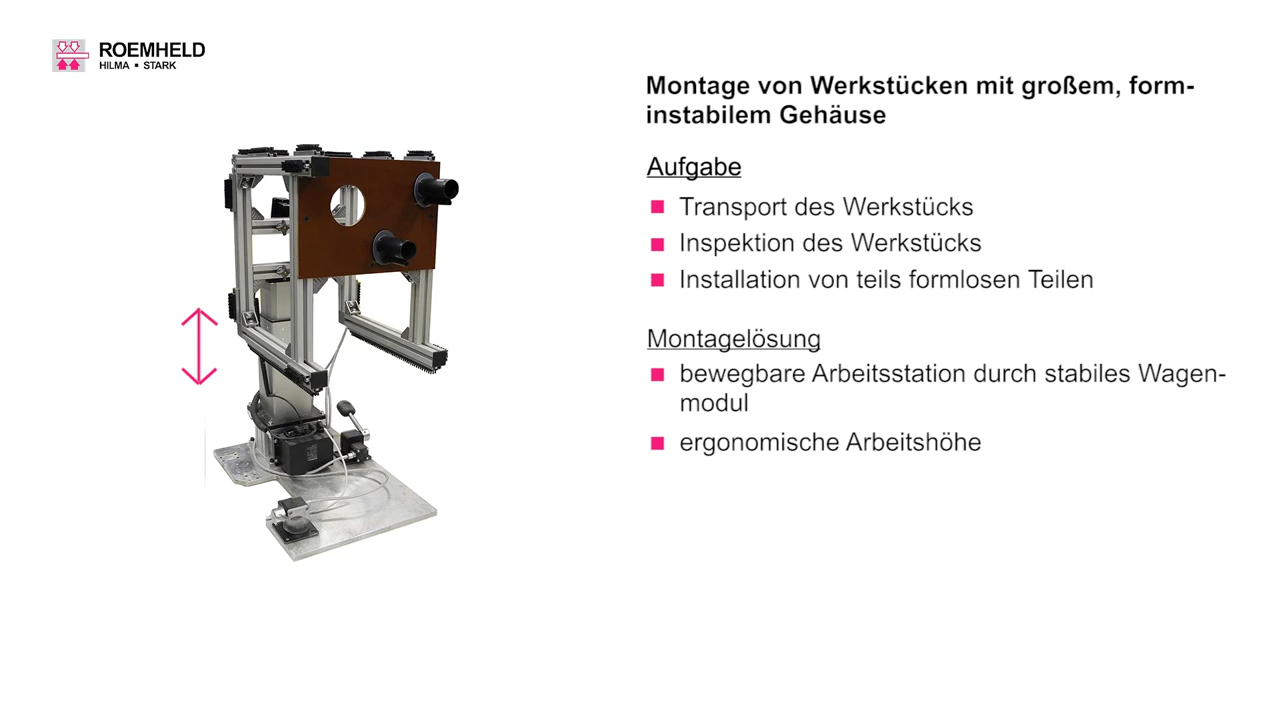 ROEMHELD
HILMA ▪ STARK
Montage von Werkstücken mit großem, form-
instabilem Gehäuse
Aufgabe
Transport des Werkstücks
Inspektion des Werkstücks
Installation von teils formlosen Teilen
Montagelösung
bewegbare Arbeitsstation durch stabiles Wagen-
modul
ergonomische Arbeitshöhe